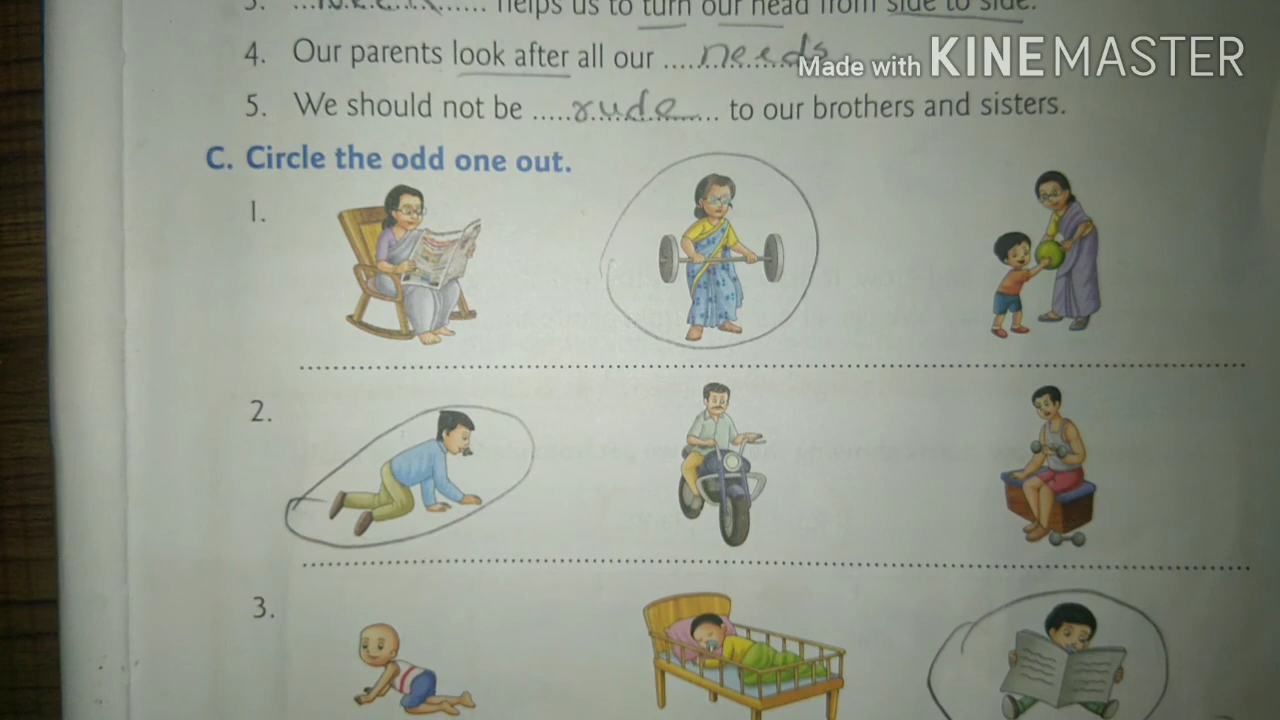 3. ...neck...... helps us to turn our head from side to side.
4. Our parents look after all our .....needs
Made with KINEMASTER
5. We should not be .....rude...... to our brothers and sisters.
C. Circle the odd one out.
1.
2.
3.